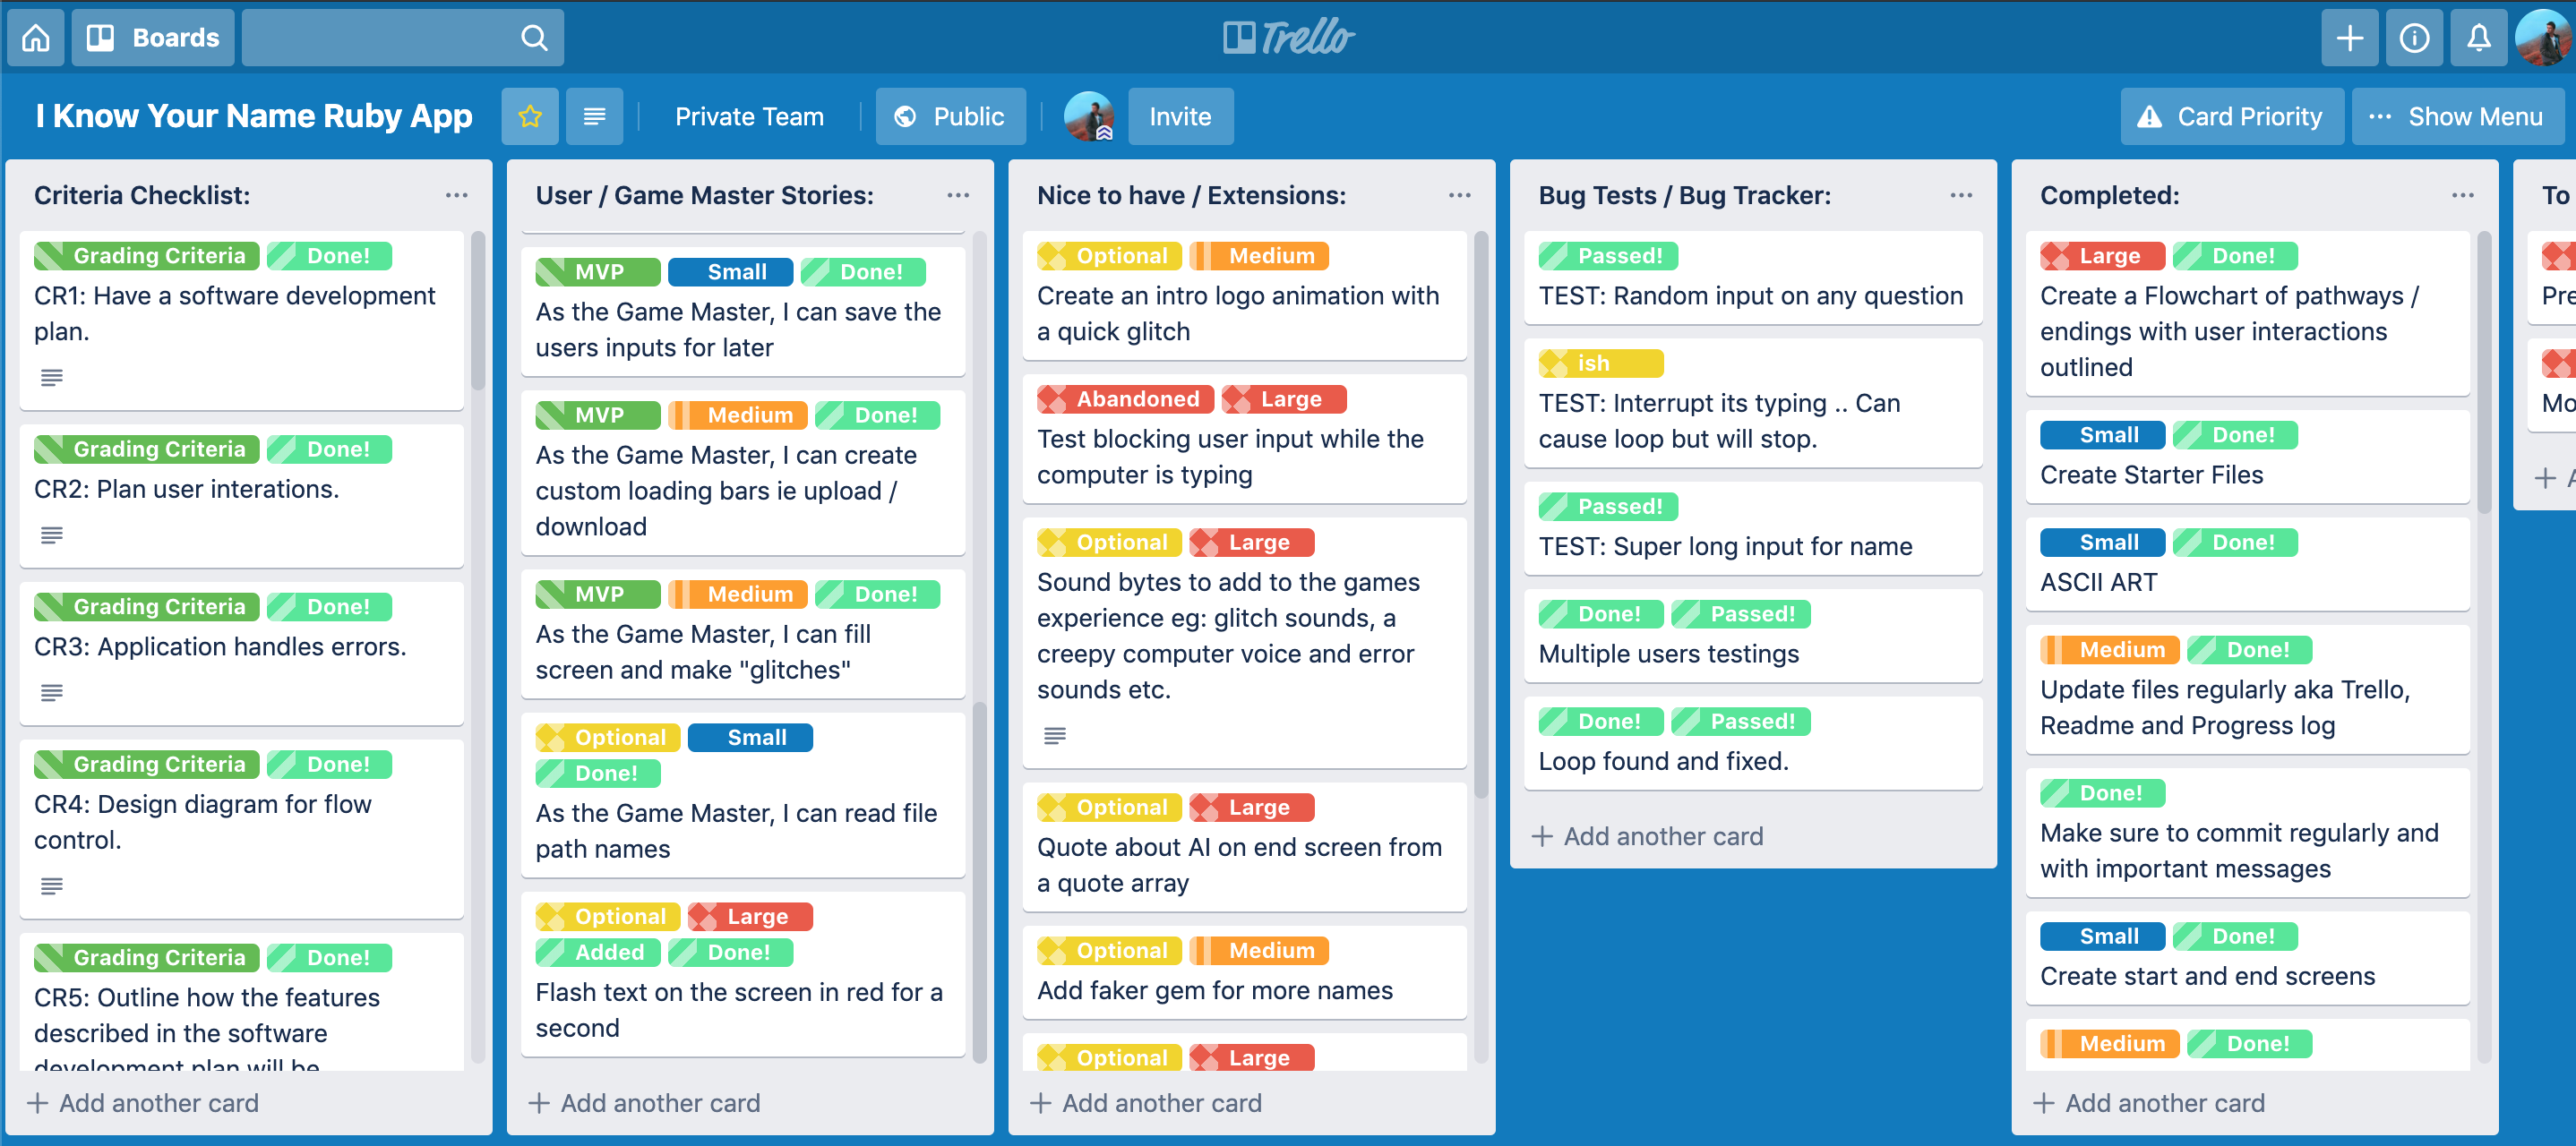 Boards
Trello
I Know Your Name Ruby App
Private Team
Public
Invite
Card Priority
... Show Menu
Criteria Checklist:
Grading Criteria Done!
CR1: Have a software development
plan.
Grading Criteria Done!
CR2: Plan user interations.
Grading Criteria Done!
CR3: Application handles errors.
Grading Criteria Done!
CR4: Design diagram for flow
control.
Grading Criteria Done!
CR5: Outline how the features
described in the software
development plan will be
+ Add another card
User / Game Master Stories:
MVP Small Done!
As the Game Master, I can save the
users inputs for later
MVP Medium Done!
As the Game Master, I can create
custom loading bars ie upload /
download
MVP Medium Done!
As the Game Master, I can fill
screen and make "glitches"
Optional Small
Done!
As the Game Master, I can read file
path names
Optional Large
Added Done!
Flash text on the screen in red for a
second
+ Add another card
Nice to have / Extensions:
Optional Medium
Create an intro logo animation with
a quick glitch
Abandoned Large
Test blocking user input while the
computer is typing
Optional Large
Sound bytes to add to the games
experience eg: glitch sounds, a
creepy computer voice and error
sounds etc.
Optional Large
Quote about AI on end screen from
a quote array
Optional Medium
Add faker gem for more names
Optional Large
+ Add another card
Bug Tests / Bug Tracker:
Passed!
TEST: Random input on any question
ish
TEST: Interrupt its typing .. Can
cause loop but will stop.
Passed!
TEST: Super long input for name
Done! Passed!
Multiple users testings
Done! Passed!
Loop found and fixed.
+ Add another card
Completed:
Large Done!
Create a Flowchart of pathways /
endings with user interactions
outlined
Small Done!
Create Starter Files
Small Done!
ASCII ART
Medium Done!
Update files regularly aka Trello,
Readme and Progress log
Done!
Make sure to commit regularly and
with important messages
Small Done!
Create start and end screens
Medium Done!
+ Add another card
To
Pre
Mo